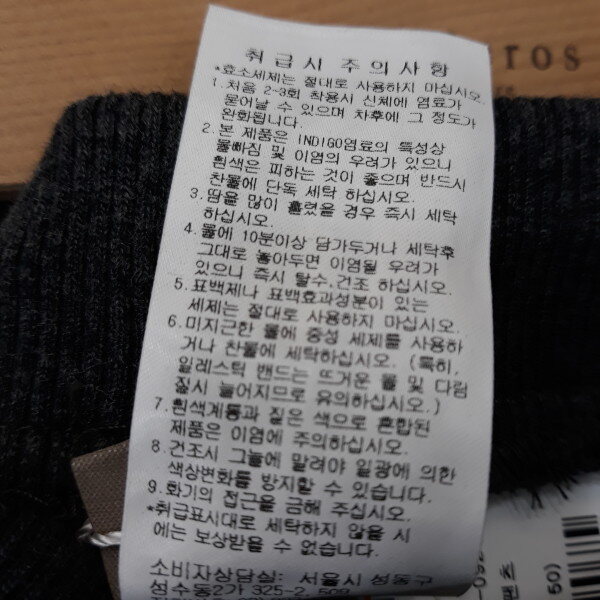 취급시 주의사항
*효소세제는 절대로 사용하지 마십시오.
1. 처음 2-3회 착용시 신체에 염료가
묻어날 수 있으며 차후에 그 정도가
완화됩니다.
2. 본 제품은 INDIGO염료의 특성상
물빠짐 및 이염의 우려가 있으니
흰색은 피하는 것이 좋으며 반드시
찬물에 단독 세탁 하십시오.
3. 땀을 많이 흘렸을 경우 즉시 세탁
하십시오.
4. 물에 10분이상 담가두거나 세탁후
그대로 놓아두면 이염될 우려가
있으니 즉시 탈수,건조 하십시오.
5. 표백제나 표백효과성분이 있는
세제는 절대로 사용하지 마십시오.
6. 미지근한 물에 중성 세제를 사용하
거나 찬물에 세탁하십시오. (특히,
일레스틱 밴드는 뜨거운 물 및 다림
질시 늘어지므로 유의하십시오.)
7. 흰색계통과 짙은 색으로 혼합된
제품은 이염에 주의하십시오.
8. 건조시 그늘에 말려야 일광에 의한
색상변화를 방지할 수 있습니다.
9. 화기의 접근을 금해 주십시오.
*취급표시대로 세탁하지 않을 시
에는 보상받을 수 없습니다.
소비자상담실: 서울시 성동구
성수동2가 325-2
ros
팬츠
50)